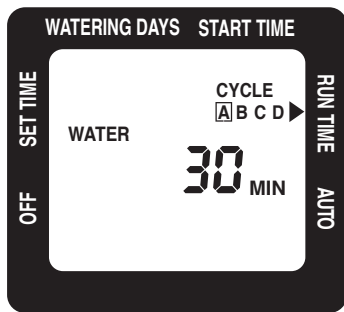 WATERING DAYS START TIME
SET TIME
OFF
CYCLE
A B C D
WATER
30 MIN
RUN TIME
AUTO